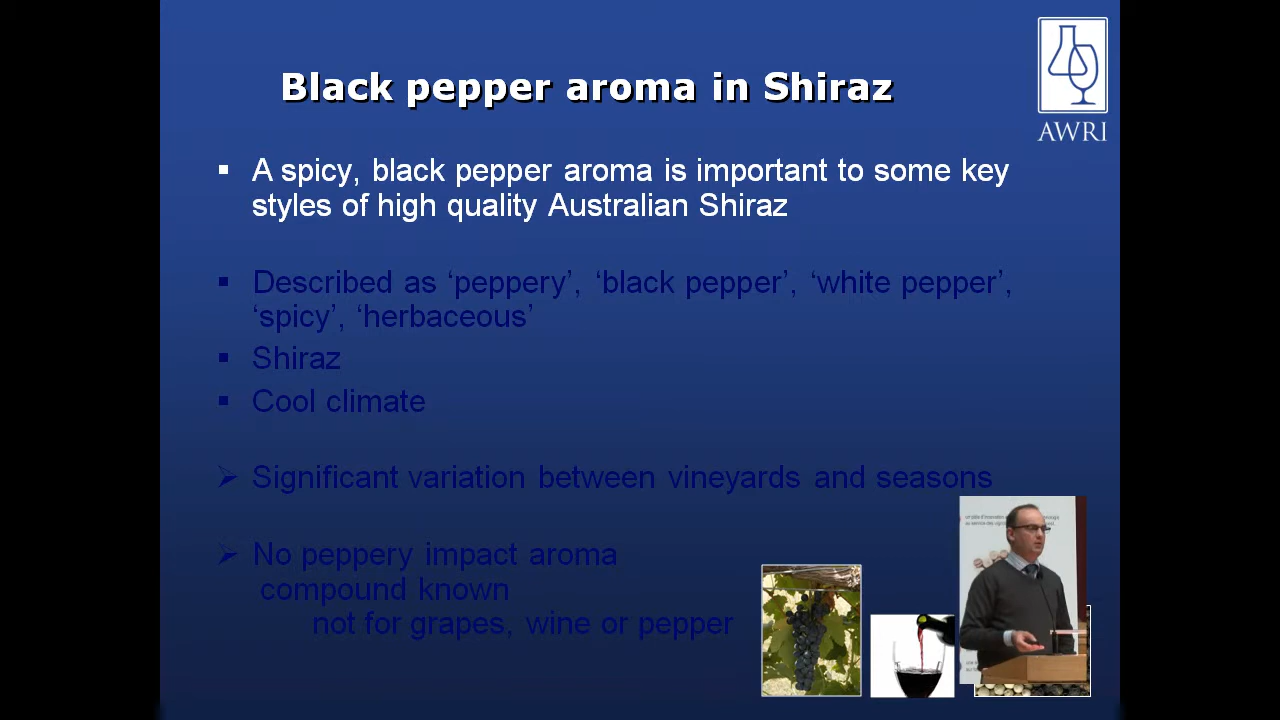 Black pepper aroma in Shiraz
AWRI
▪ A spicy, black pepper aroma is important to some key
styles of high quality Australian Shiraz
▪ Described as ‘peppery’, ‘black pepper’, ‘white pepper’,
‘spicy’, ‘herbaceous’
▪ Shiraz
▪ Cool climate
➢ Significant variation between vineyards and seasons
➢ No peppery impact aroma
compound known
not for grapes, wine or pepper